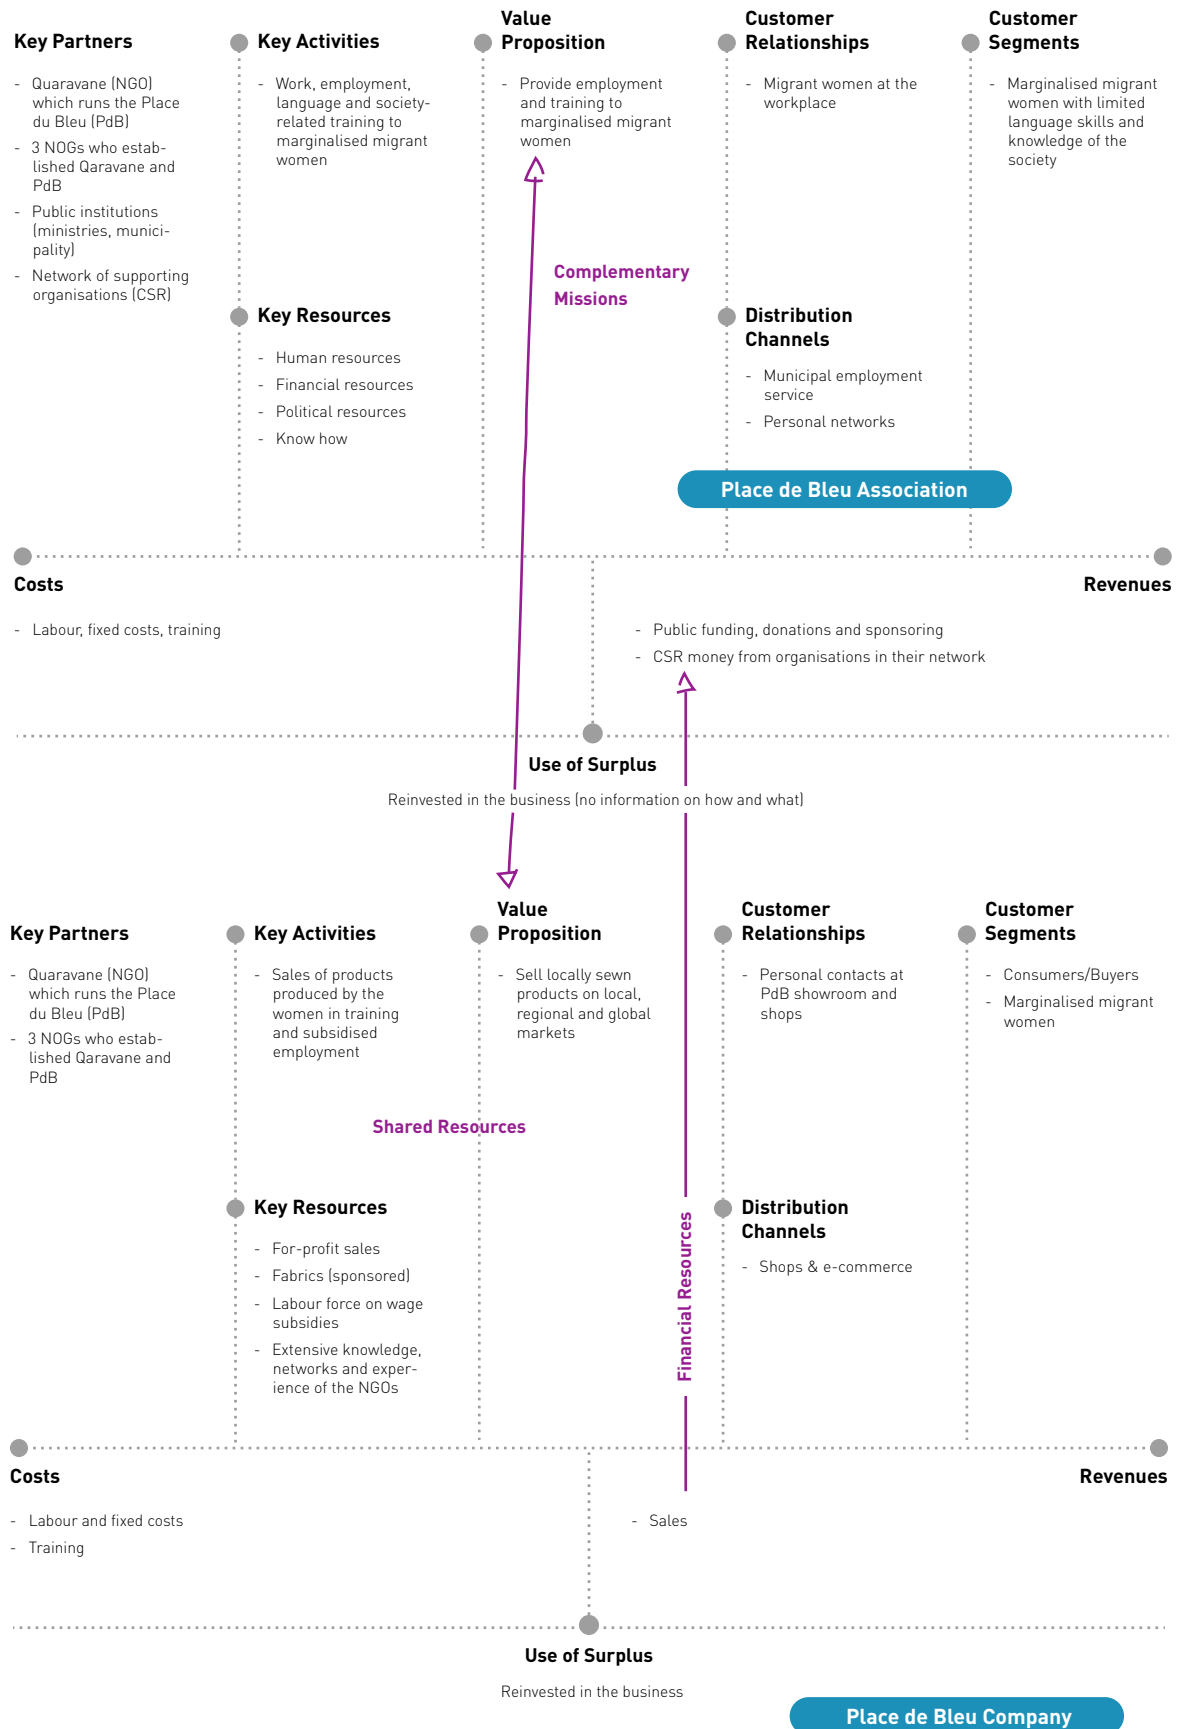 Key Partners
- Quaravane (NGO)
which runs the Place
du Bleu (PdB)
- 3 NOGs who estab-
lished Qaravane and
PdB
- Public institutions
(ministries, munici-
pality)
- Network of supporting
organisations (CSR)
Key Activities
- Work, employment,
language and society-
related training to
marginalised migrant
women
Key Resources
- Human resources
- Financial resources
- Political resources
- Know how
Value
Proposition
- Provide employment
and training to
marginalised migrant
women
Complementary
Missions
Customer
Relationships
- Migrant women at the
workplace
Distribution
Channels
- Municipal employment
service
- Personal networks
Customer
Segments
- Marginalised migrant
women with limited
language skills and
knowledge of the
society
Place de Bleu Association
Costs
- Labour, fixed costs, training
Revenues
- Public funding, donations and sponsoring
- CSR money from organisations in their network
Use of Surplus
Reinvested in the business (no information on how and what)
Key Partners
- Quaravane (NGO)
which runs the Place
du Bleu (PdB)
- 3 NOGs who estab-
lished Qaravane and
PdB
Key Activities
- Sales of products
produced by the
women in training
and subsidised
employment
Shared Resources
Key Resources
- For-profit sales
- Fabrics (sponsored)
- Labour force on wage
subsidies
- Extensive knowledge,
networks and exper-
ience of the NGOs
Value
Proposition
- Sell locally sewn
products on local,
regional and global
markets
Financial Resources
Customer
Relationships
- Personal contacts at
PdB showroom and
shops
Distribution
Channels
- Shops & e-commerce
Customer
Segments
- Consumers/Buyers
- Marginalised migrant
women
Costs
- Labour and fixed costs
- Training
Revenues
- Sales
Use of Surplus
Reinvested in the business
Place de Bleu Company